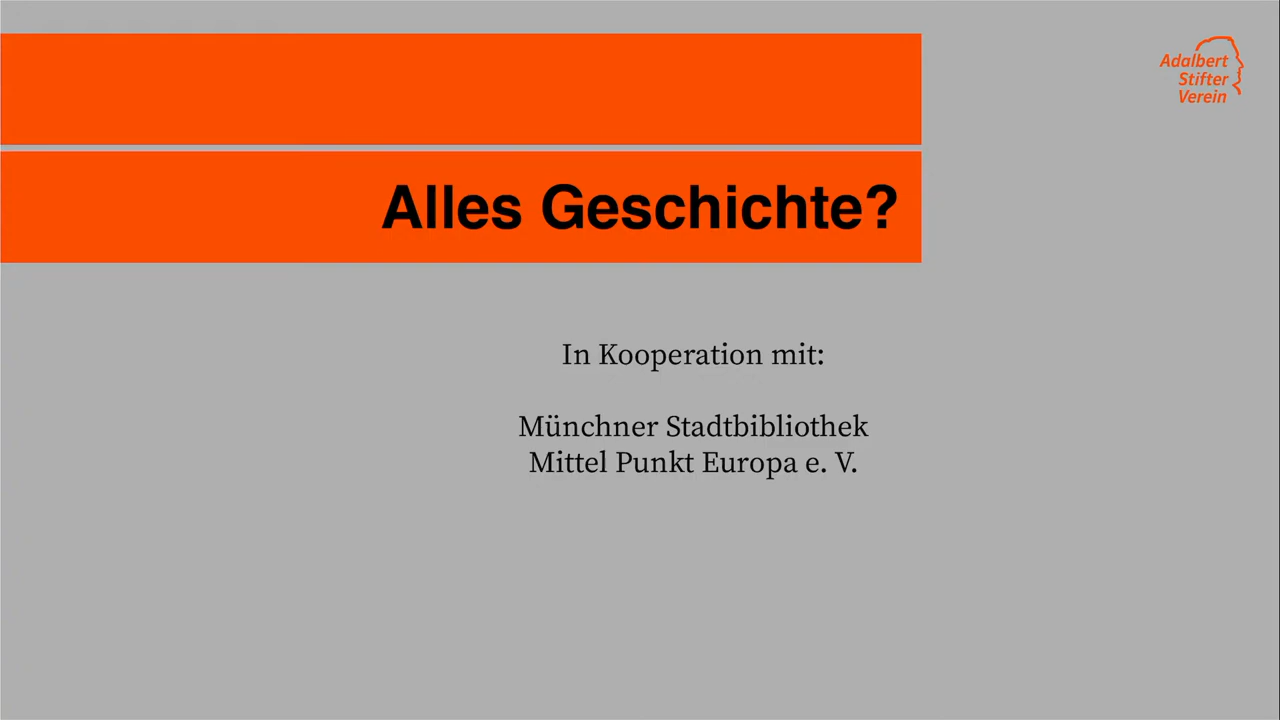 Adalbert
Stifter
Verein
Alles Geschichte?
In Kooperation mit:
Münchner Stadtbibliothek
Mittel Punkt Europa e. V.